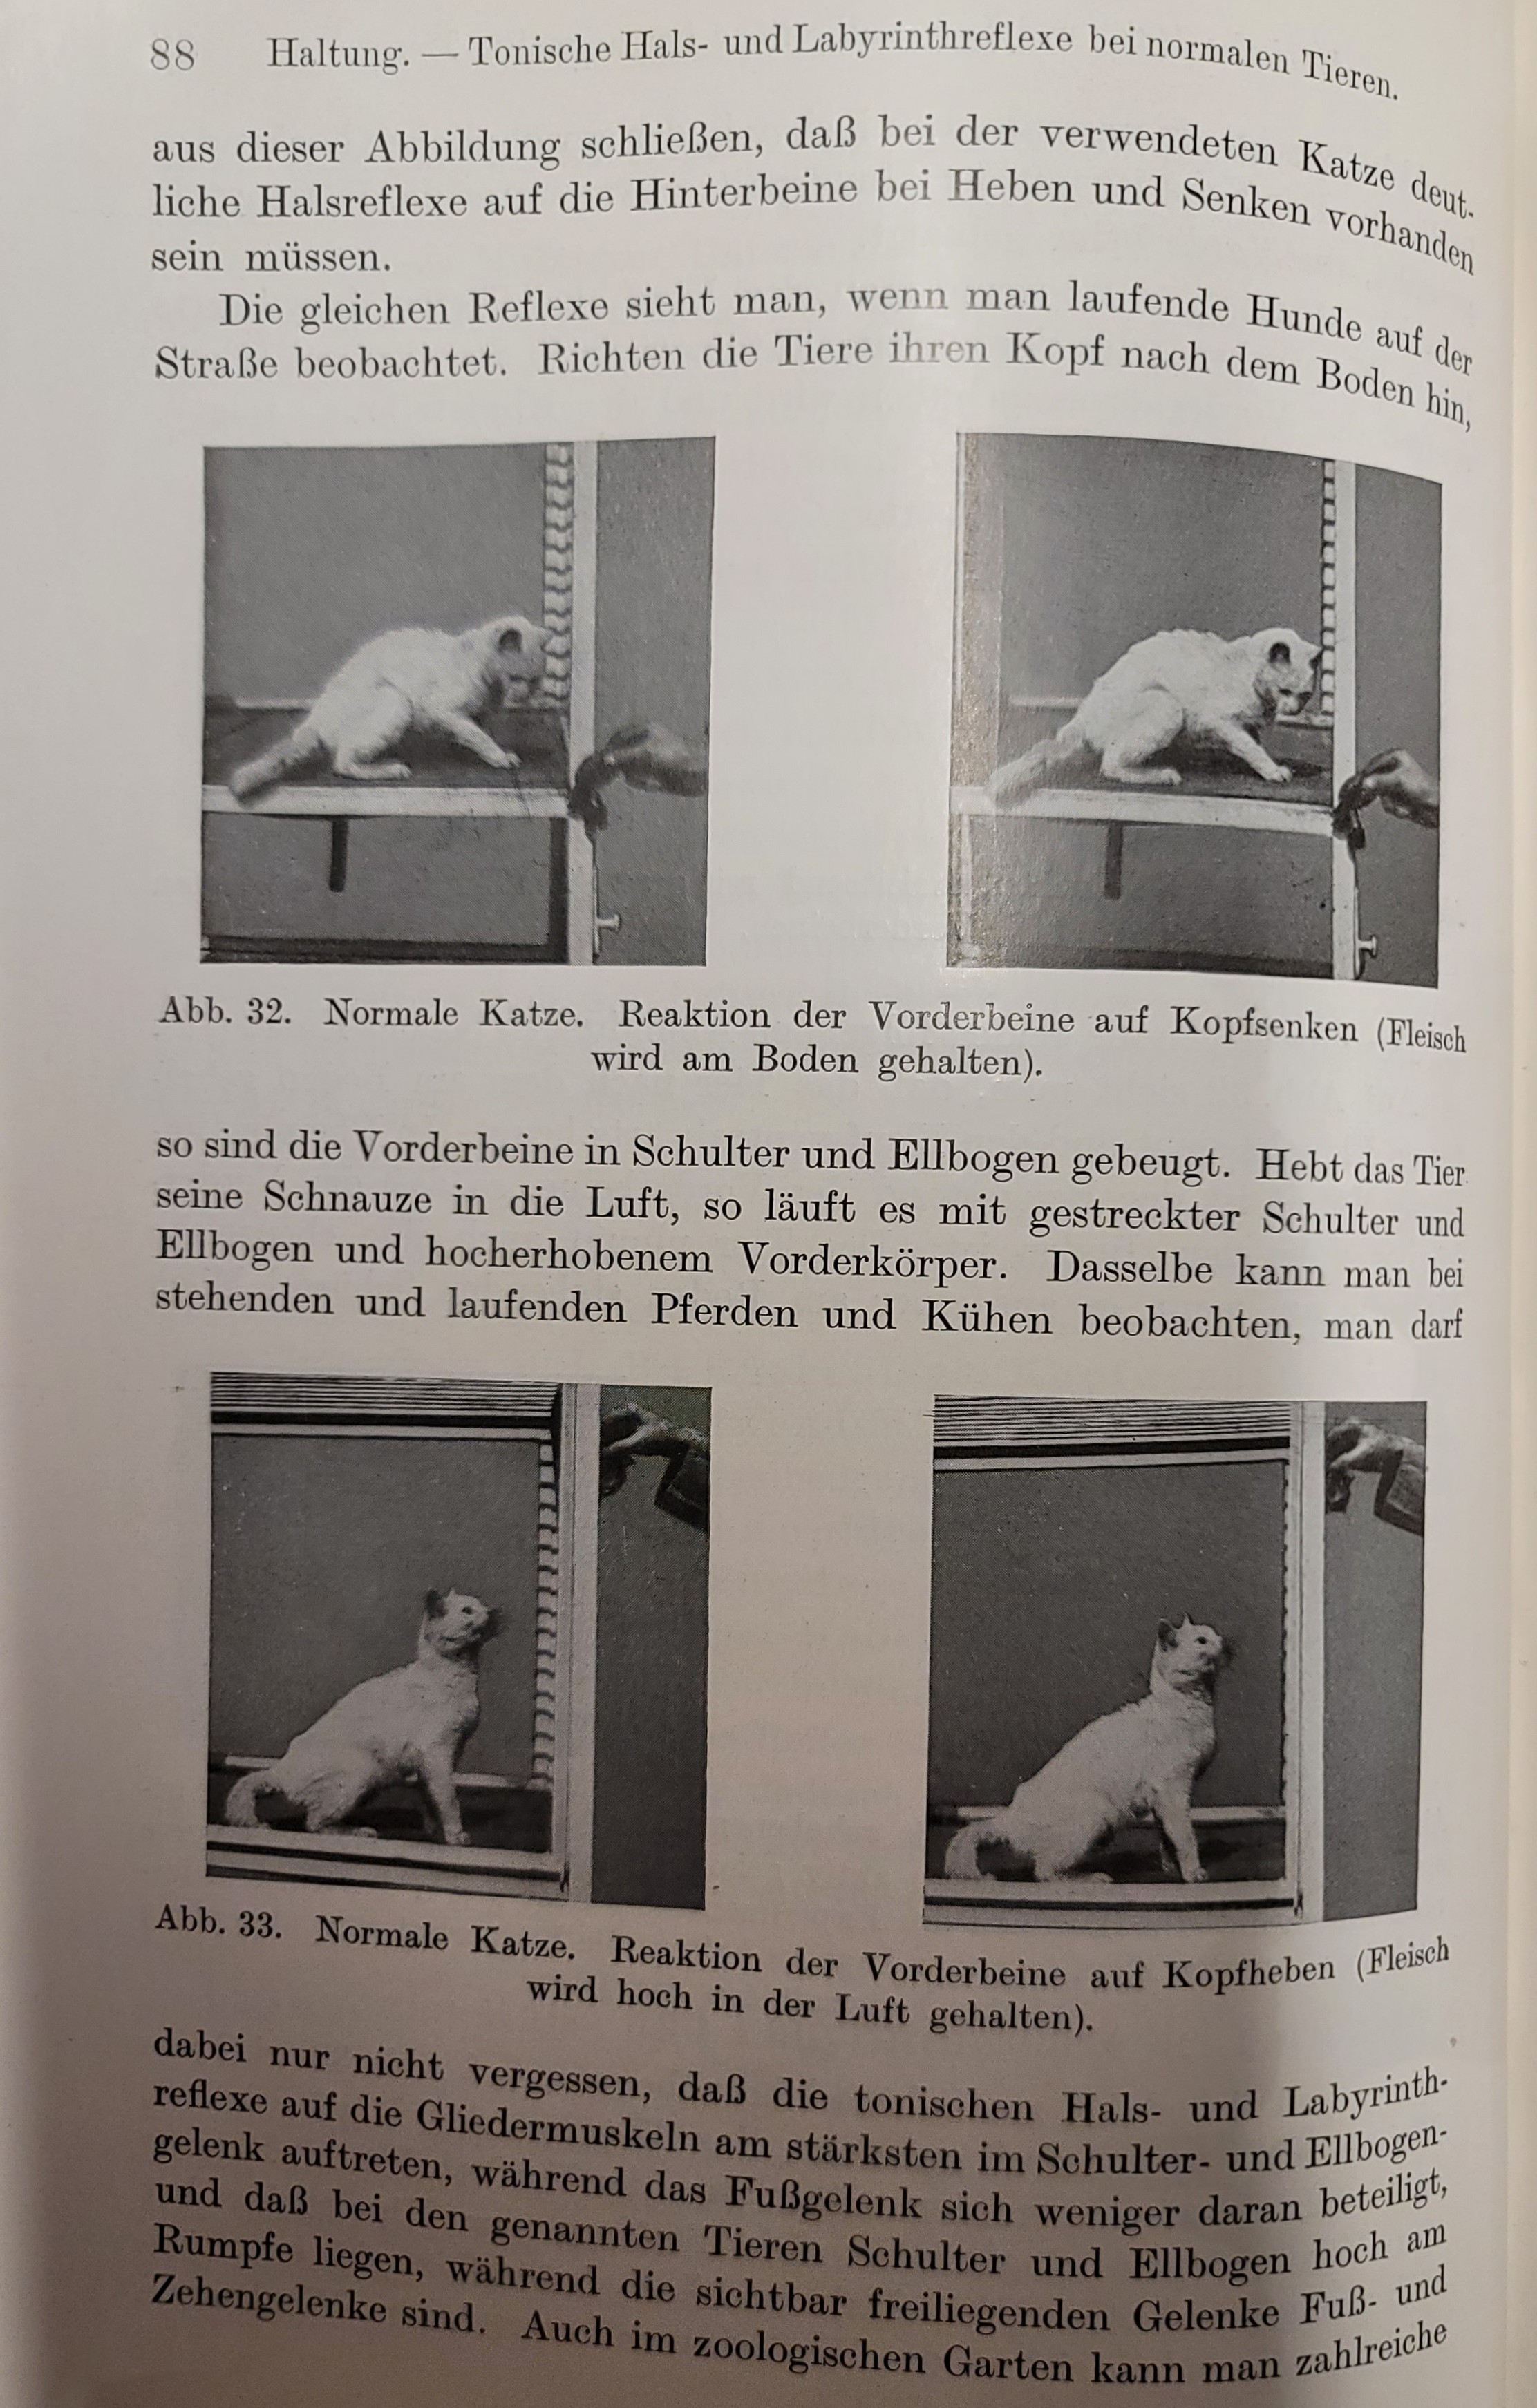 88 Haltung. — Tonische Hals- und Labyrinthreflexe bei normalen Tieren.
aus dieser Abbildung schließen, daß bei der verwendeten Katze deut-
liche Halsreflexe auf die Hinterbeine bei Heben und Senken vorhanden
sein müssen.
Die gleichen Reflexe sieht man, wenn man laufende Hunde auf der
Straße beobachtet. Richten die Tiere ihren Kopf nach dem Boden hin,
Abb. 32. Normale Katze. Reaktion der Vorderbeine auf Kopfsenken (Fleisch
wird am Boden gehalten).
so sind die Vorderbeine in Schulter und Ellbogen gebeugt. Hebt das Tier
seine Schnauze in die Luft, so läuft es mit gestreckter Schulter und
Ellbogen und hocherhobenem Vorderkörper. Dasselbe kann man bei
stehenden und laufenden Pferden und Kühen beobachten, man darf
Abb. 33. Normale Katze. Reaktion der Vorderbeine auf Kopfheben (Fleisch
wird hoch in der Luft gehalten).
dabei nur nicht vergessen, daß die tonischen Hals- und Labyrinth-
reflexe auf die Gliedermuskeln am stärksten im Schulter- und Ellbogen-
gelenk auftreten, während das Fußgelenk sich weniger daran beteiligt,
und daß bei den genannten Tieren Schulter und Ellbogen hoch am
Rumpfe liegen, während die sichtbar freiliegenden Gelenke Fuß- und
Zehengelenke sind. Auch im zoologischen Garten kann man zahlreiche